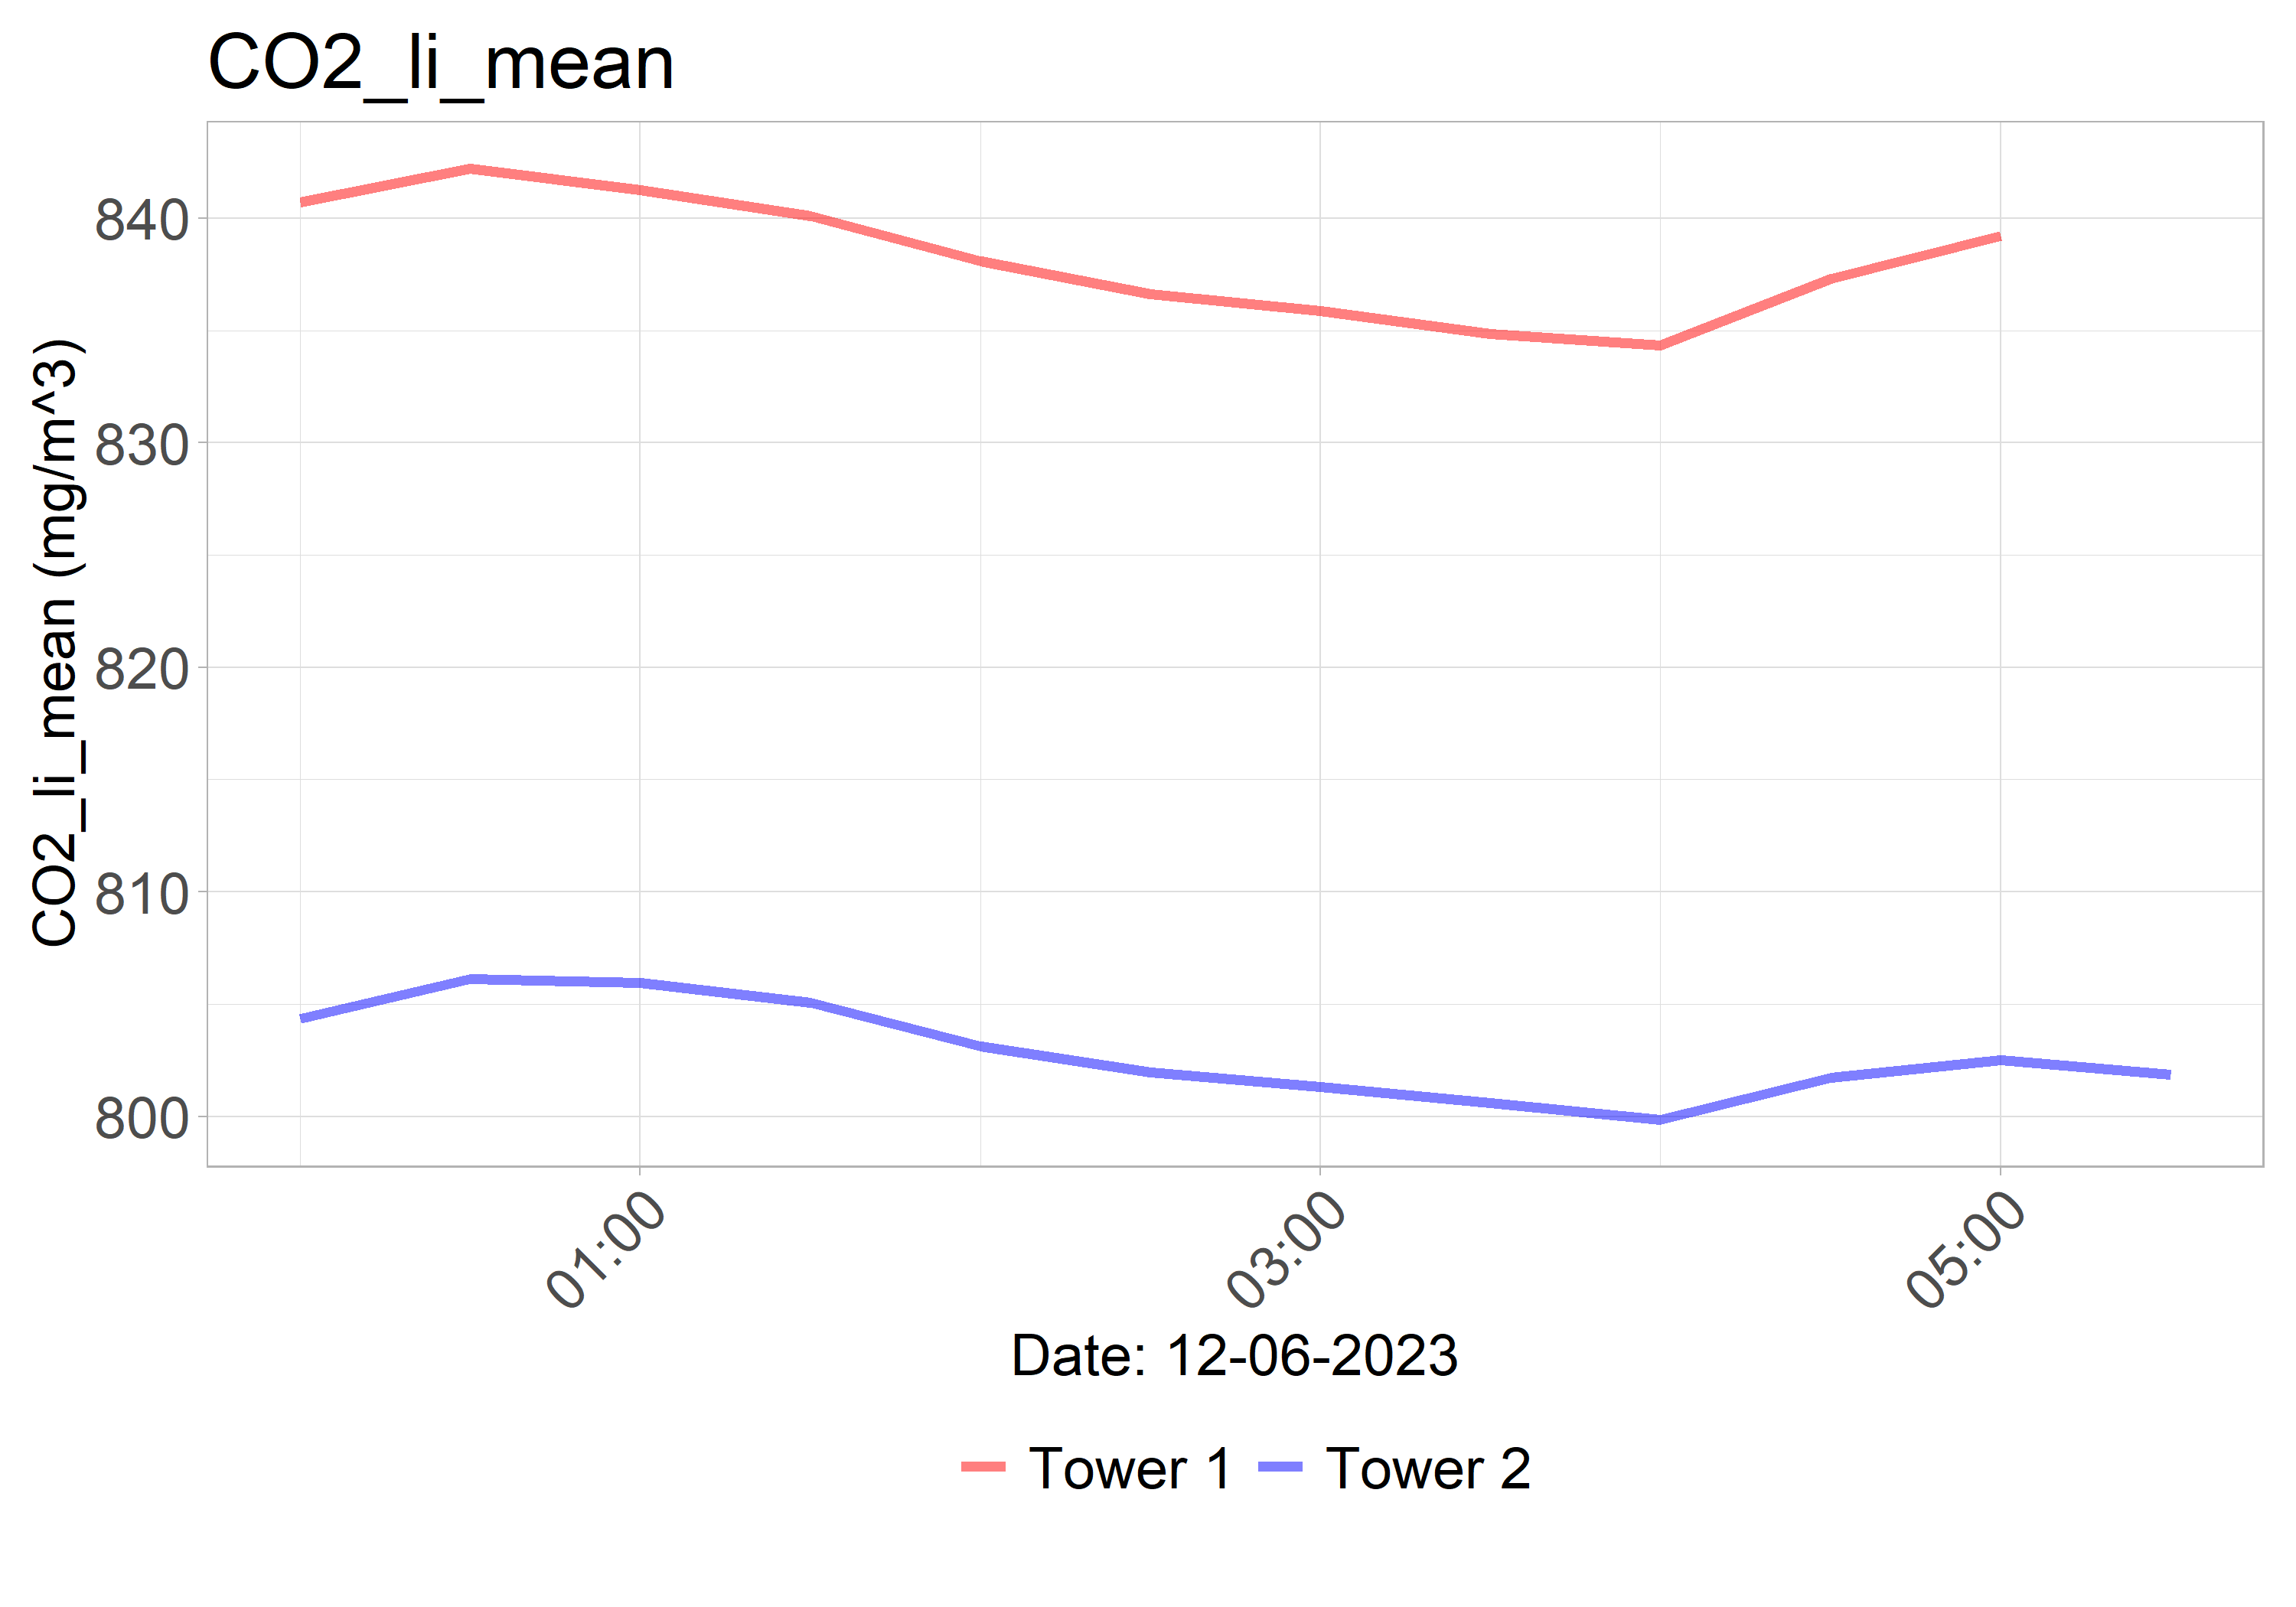 CO2_li_mean
CO2_li_mean (mg/m^3)
840
830
820
810
800
01:00
03:00
05:00
Date: 12-06-2023
Tower 1
Tower 2